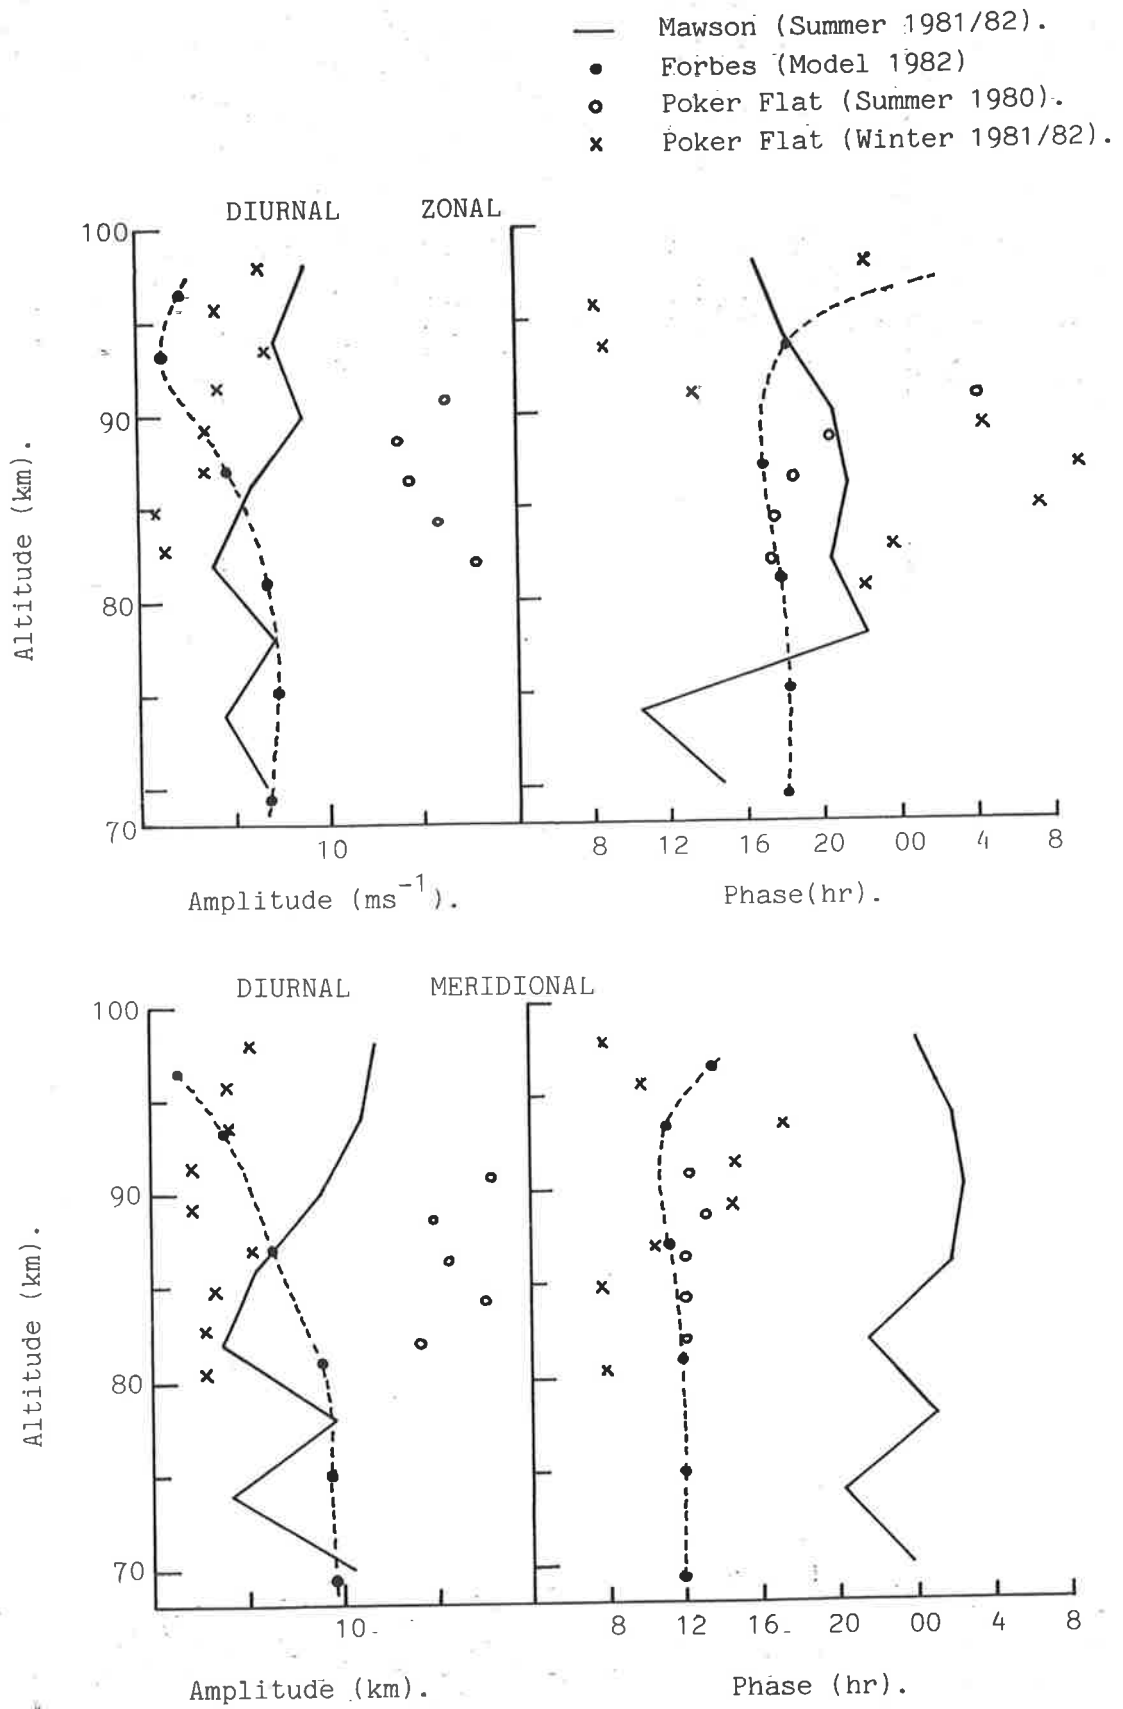 Mawson (Summer 1981/82).
Forbes (Model 1982)
Poker Flat (Summer 1980).
Poker Flat (Winter 1981/82).
DIURNAL ZONAL
100
90
80
70
Altitude (km).
10
8 12 16 20 00 4 8
Amplitude (ms⁻¹).
Phase(hr).
DIURNAL MERIDIONAL
100
90
80
70
Altitude (km).
10
8 12 16 20 00 4 8
Amplitude (km).
Phase (hr).